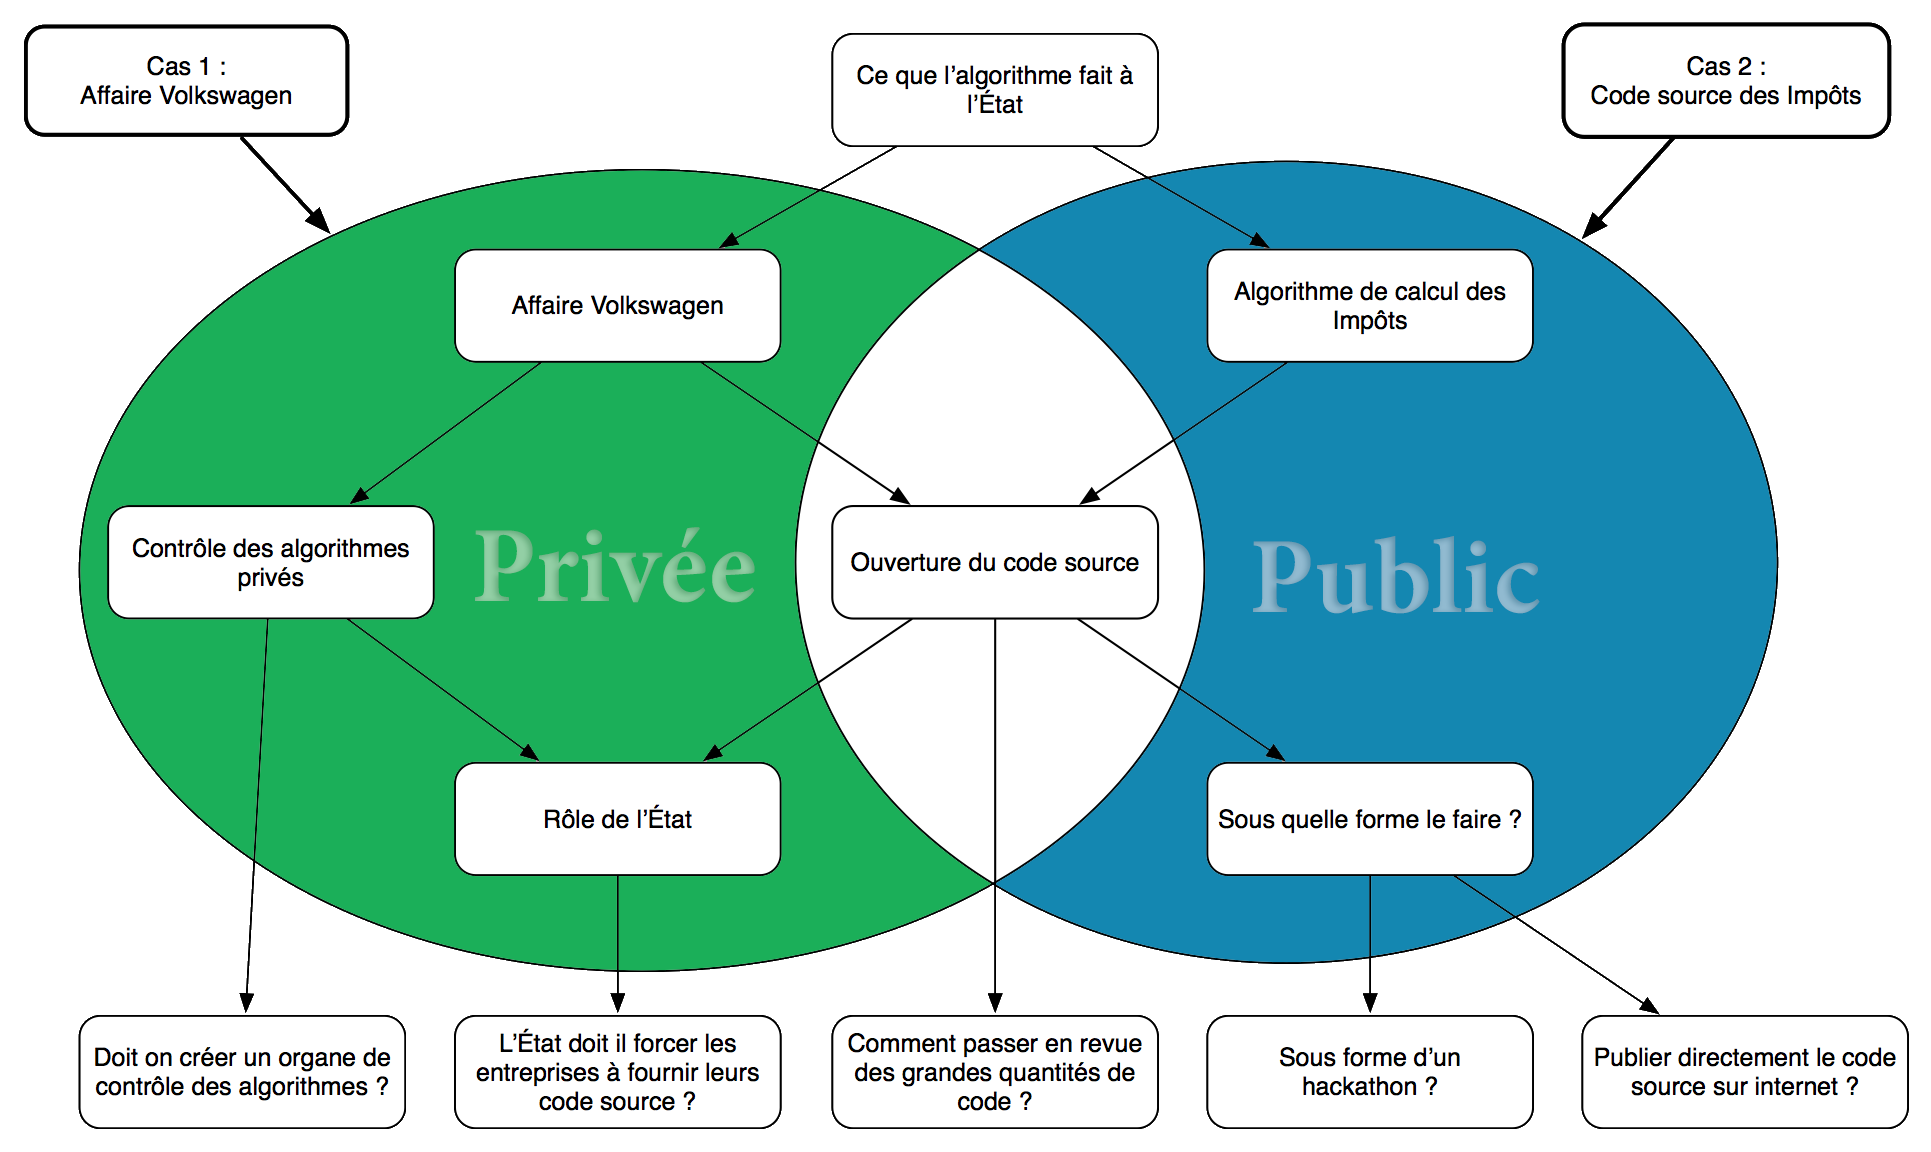 Cas 1 :
Affaire Volkswagen
Ce que l'algorithme fait à
l'État
Cas 2 :
Code source des Impôts
Affaire Volkswagen
Algorithme de calcul des
Impôts
Contrôle des algorithmes
privés
Privée
Ouverture du code source
Public
Rôle de l'État
Sous quelle forme le faire ?
Doit on créer un organe de
contrôle des algorithmes ?
L'État doit il forcer les
entreprises à fournir leurs
code source ?
Comment passer en revue
des grandes quantités de
code ?
Sous forme d'un
hackathon ?
Publier directement le code
source sur internet ?